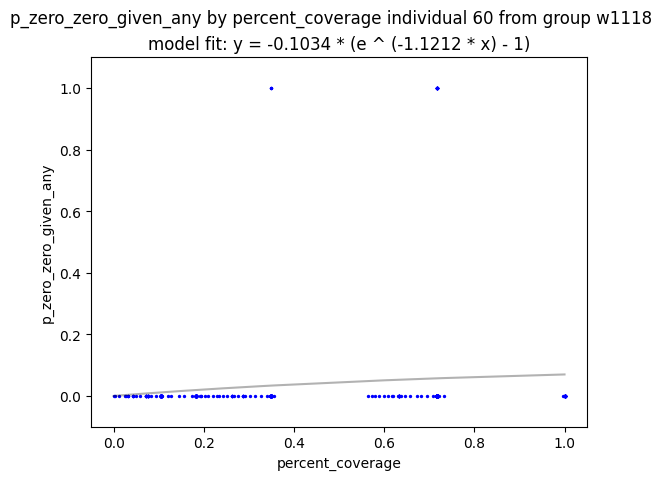 p_zero_zero_given_any by percent_coverage individual 60 from group w1118
model fit: y = -0.1034 * (e ^ (-1.1212 * x) - 1)
1.0
0.8
0.6
0.4
0.2
0.0
p_zero_zero_given_any
0.0 0.2 0.4 0.6 0.8 1.0
percent_coverage